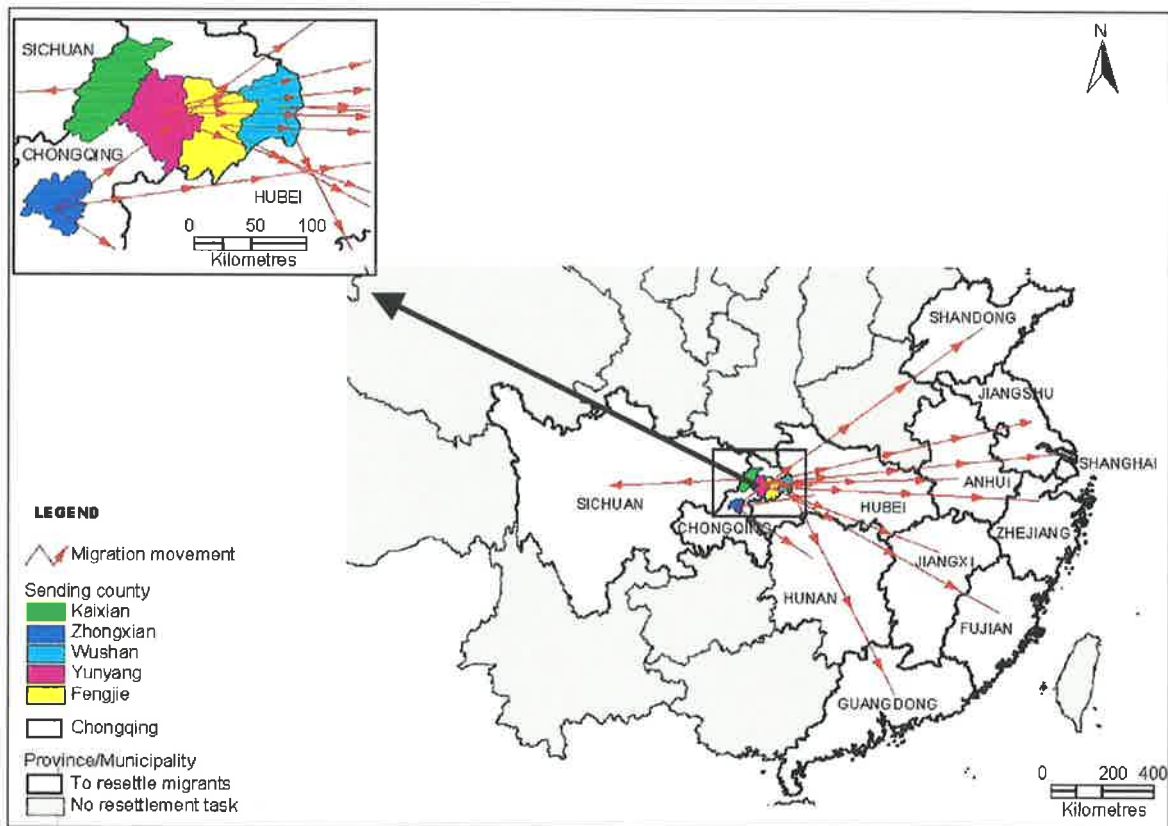 SICHUAN
CHONGQING
HUBEI
0 50 100
Kilometres
N
SHANDONG
JIANGSHU
SHANGHAI
ANHUI
SICHUAN
HUBEI
CHONGQING
ZHEJIANG
JIANGXI
HUNAN
FUJIAN
GUANGDONG
LEGEND
Migration movement
Sending county
Kaixian
Zhongxian
Wushan
Yunyang
Fengjie
Chongqing
Province/Municipality
To resettle migrants
No resettlement task
0 200 400
Kilometres